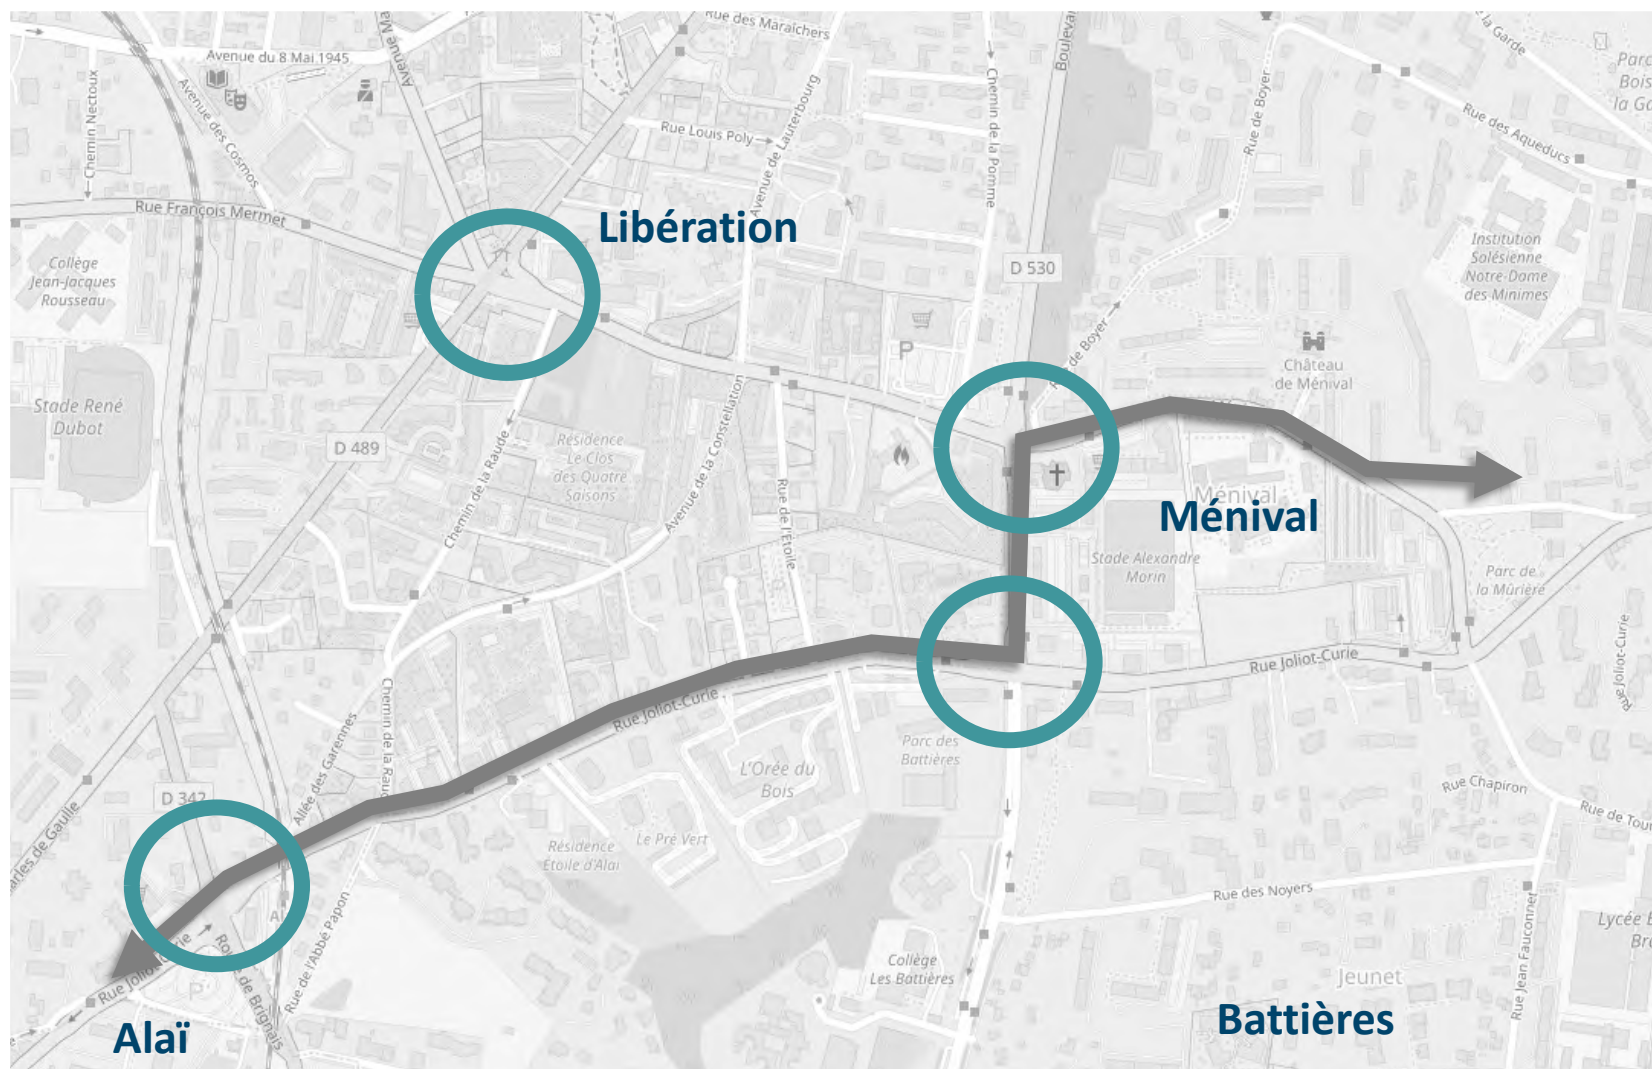 Rue des Maraîchers
Avenue du 8 Mai 1945
Chemin Nectoux
Avenue des Cosmos
Rue Louis Poly
Avenue de Lauterbourg
Chemin de la Pomme
Rue de Boyer
Rue des Aqueducs
Rue François Mermet
Libération
Collège
Jean-Jacques
Rousseau
D 530
Institution
Solésienne
Notre-Dame
des Minimes
P
Rue de Boyer
Château
de Ménival
Stade René
Dubot
D 489
Chemin de la Raude
Résidence
Le Clos
des Quatre
Saisons
Avenue de la Constellation
Rue de l'Étoile
Ménival
Ménival
Stade Alexandre
Morin
Parc de
la Mûrière
Rue Joliot-Curie
Rue Joliot-Curie
Rue Joliot-Curie
Allée des Garennes
Parc des
Battières
L'Orée du
Bois
D 342
Rue Chapiron
Le Pré Vert
Résidence
Étoile d'Alaï
Rue des Noyers
Rue de l'Abbé Papon
Rue Jean Fauconnet
Collège
Les Battières
Jeunet
P
Alaï
Battières